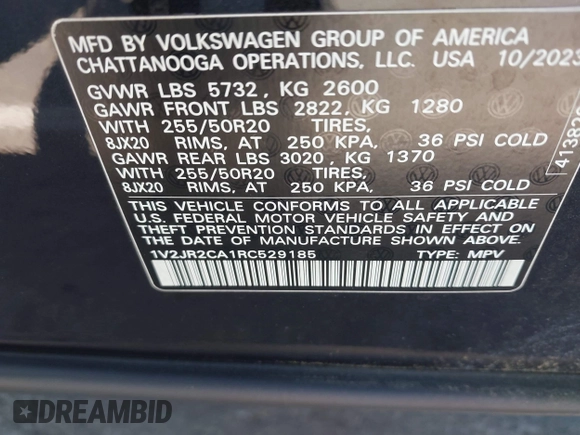 MFD BY VOLKSWAGEN GROUP OF AMERICA
CHATTANOOGA OPERATIONS, LLC. USA 10/2023
GVWR LBS 5732 , KG 2600
GAWR FRONT LBS 2822 , KG 1280
WITH 255/50R20 TIRES,
8JX20 RIMS, AT 250 KPA, 36 PSI COLD
GAWR REAR LBS 3020 , KG 1370
WITH 255/50R20 TIRES,
8JX20 RIMS, AT 250 KPA, 36 PSI COLD
THIS VEHICLE CONFORMS TO ALL APPLICABLE
U.S. FEDERAL MOTOR VEHICLE SAFETY AND
THEFT PREVENTION STANDARDS IN EFFECT ON
THE DATE OF MANUFACTURE SHOWN ABOVE.
1V2JR2CA1RC529185 TYPE: MPV
DREAMBID